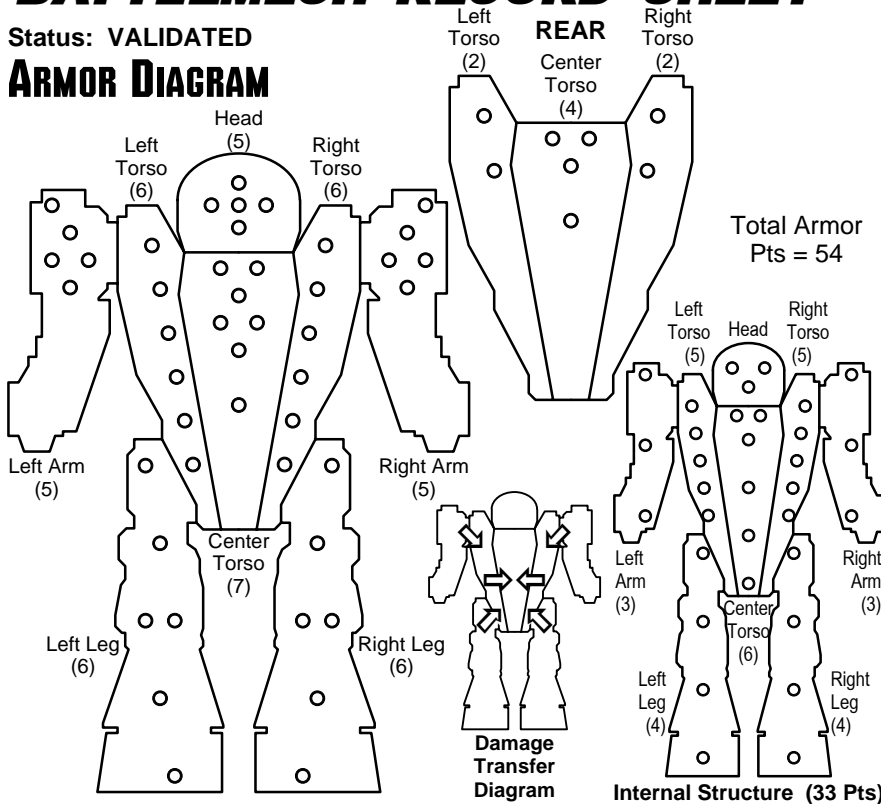 BATTLEMECH RECORD SHEET
Status: VALIDATED
ARMOR DIAGRAM
Head
(5)
Left
Torso
(6)
Right
Torso
(6)
Left Arm
(5)
Right Arm
(5)
Center
Torso
(7)
Left Leg
(6)
Right Leg
(6)
REAR
Left
Torso
(2)
Center
Torso
(4)
Right
Torso
(2)
Total Armor
Pts = 54
Damage
Transfer
Diagram
Left
Torso
(5)
Head
Right
Torso
(5)
Left
Arm
(3)
Right
Arm
(3)
Center
Torso
(6)
Left
Leg
(4)
Right
Leg
(4)
Internal Structure (33 Pts)